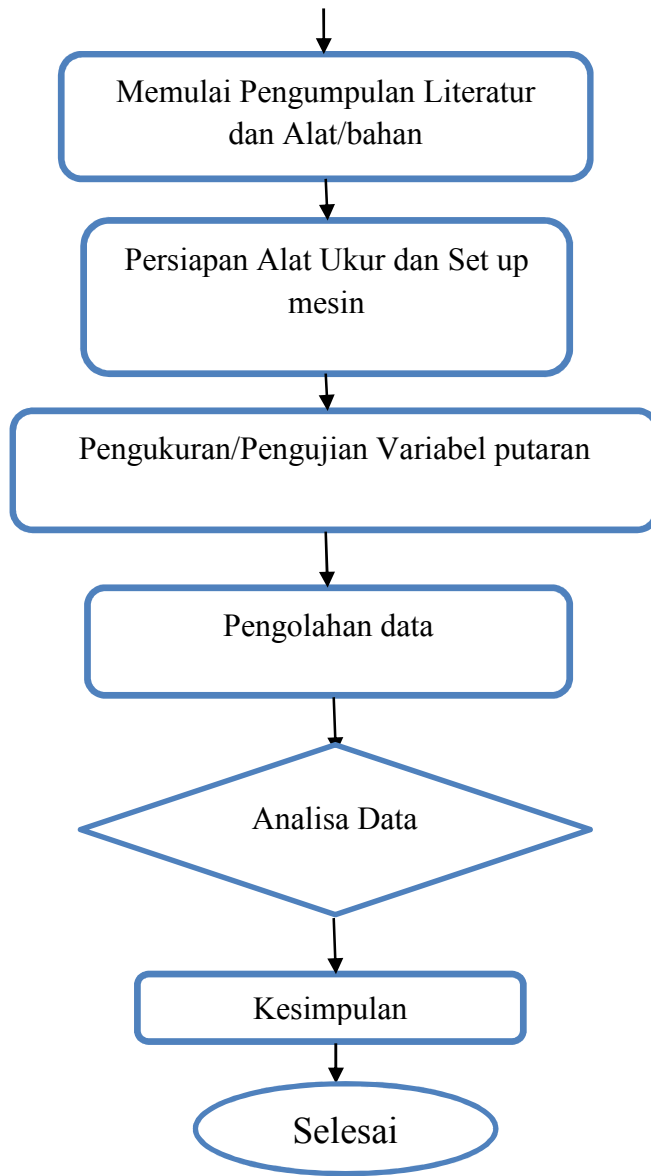 Memulai Pengumpulan Literatur
dan Alat/bahan
Persiapan Alat Ukur dan Set up
mesin
Pengukuran/Pengujian Variabel putaran
Pengolahan data
Analisa Data
Kesimpulan
Selesai